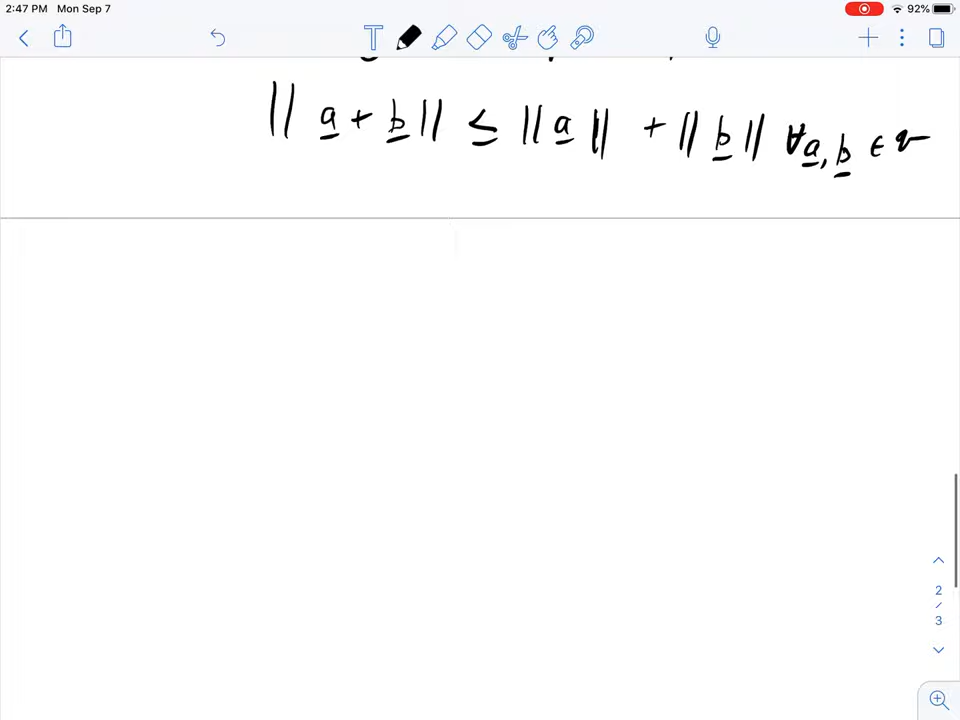 2:47 PM Mon Sep 7 92%
T
‖ a̲ + b̲ ‖ ≤ ‖ a̲ ‖ + ‖ b̲ ‖ ∀ a̲, b̲ ∈ v
2
/
3